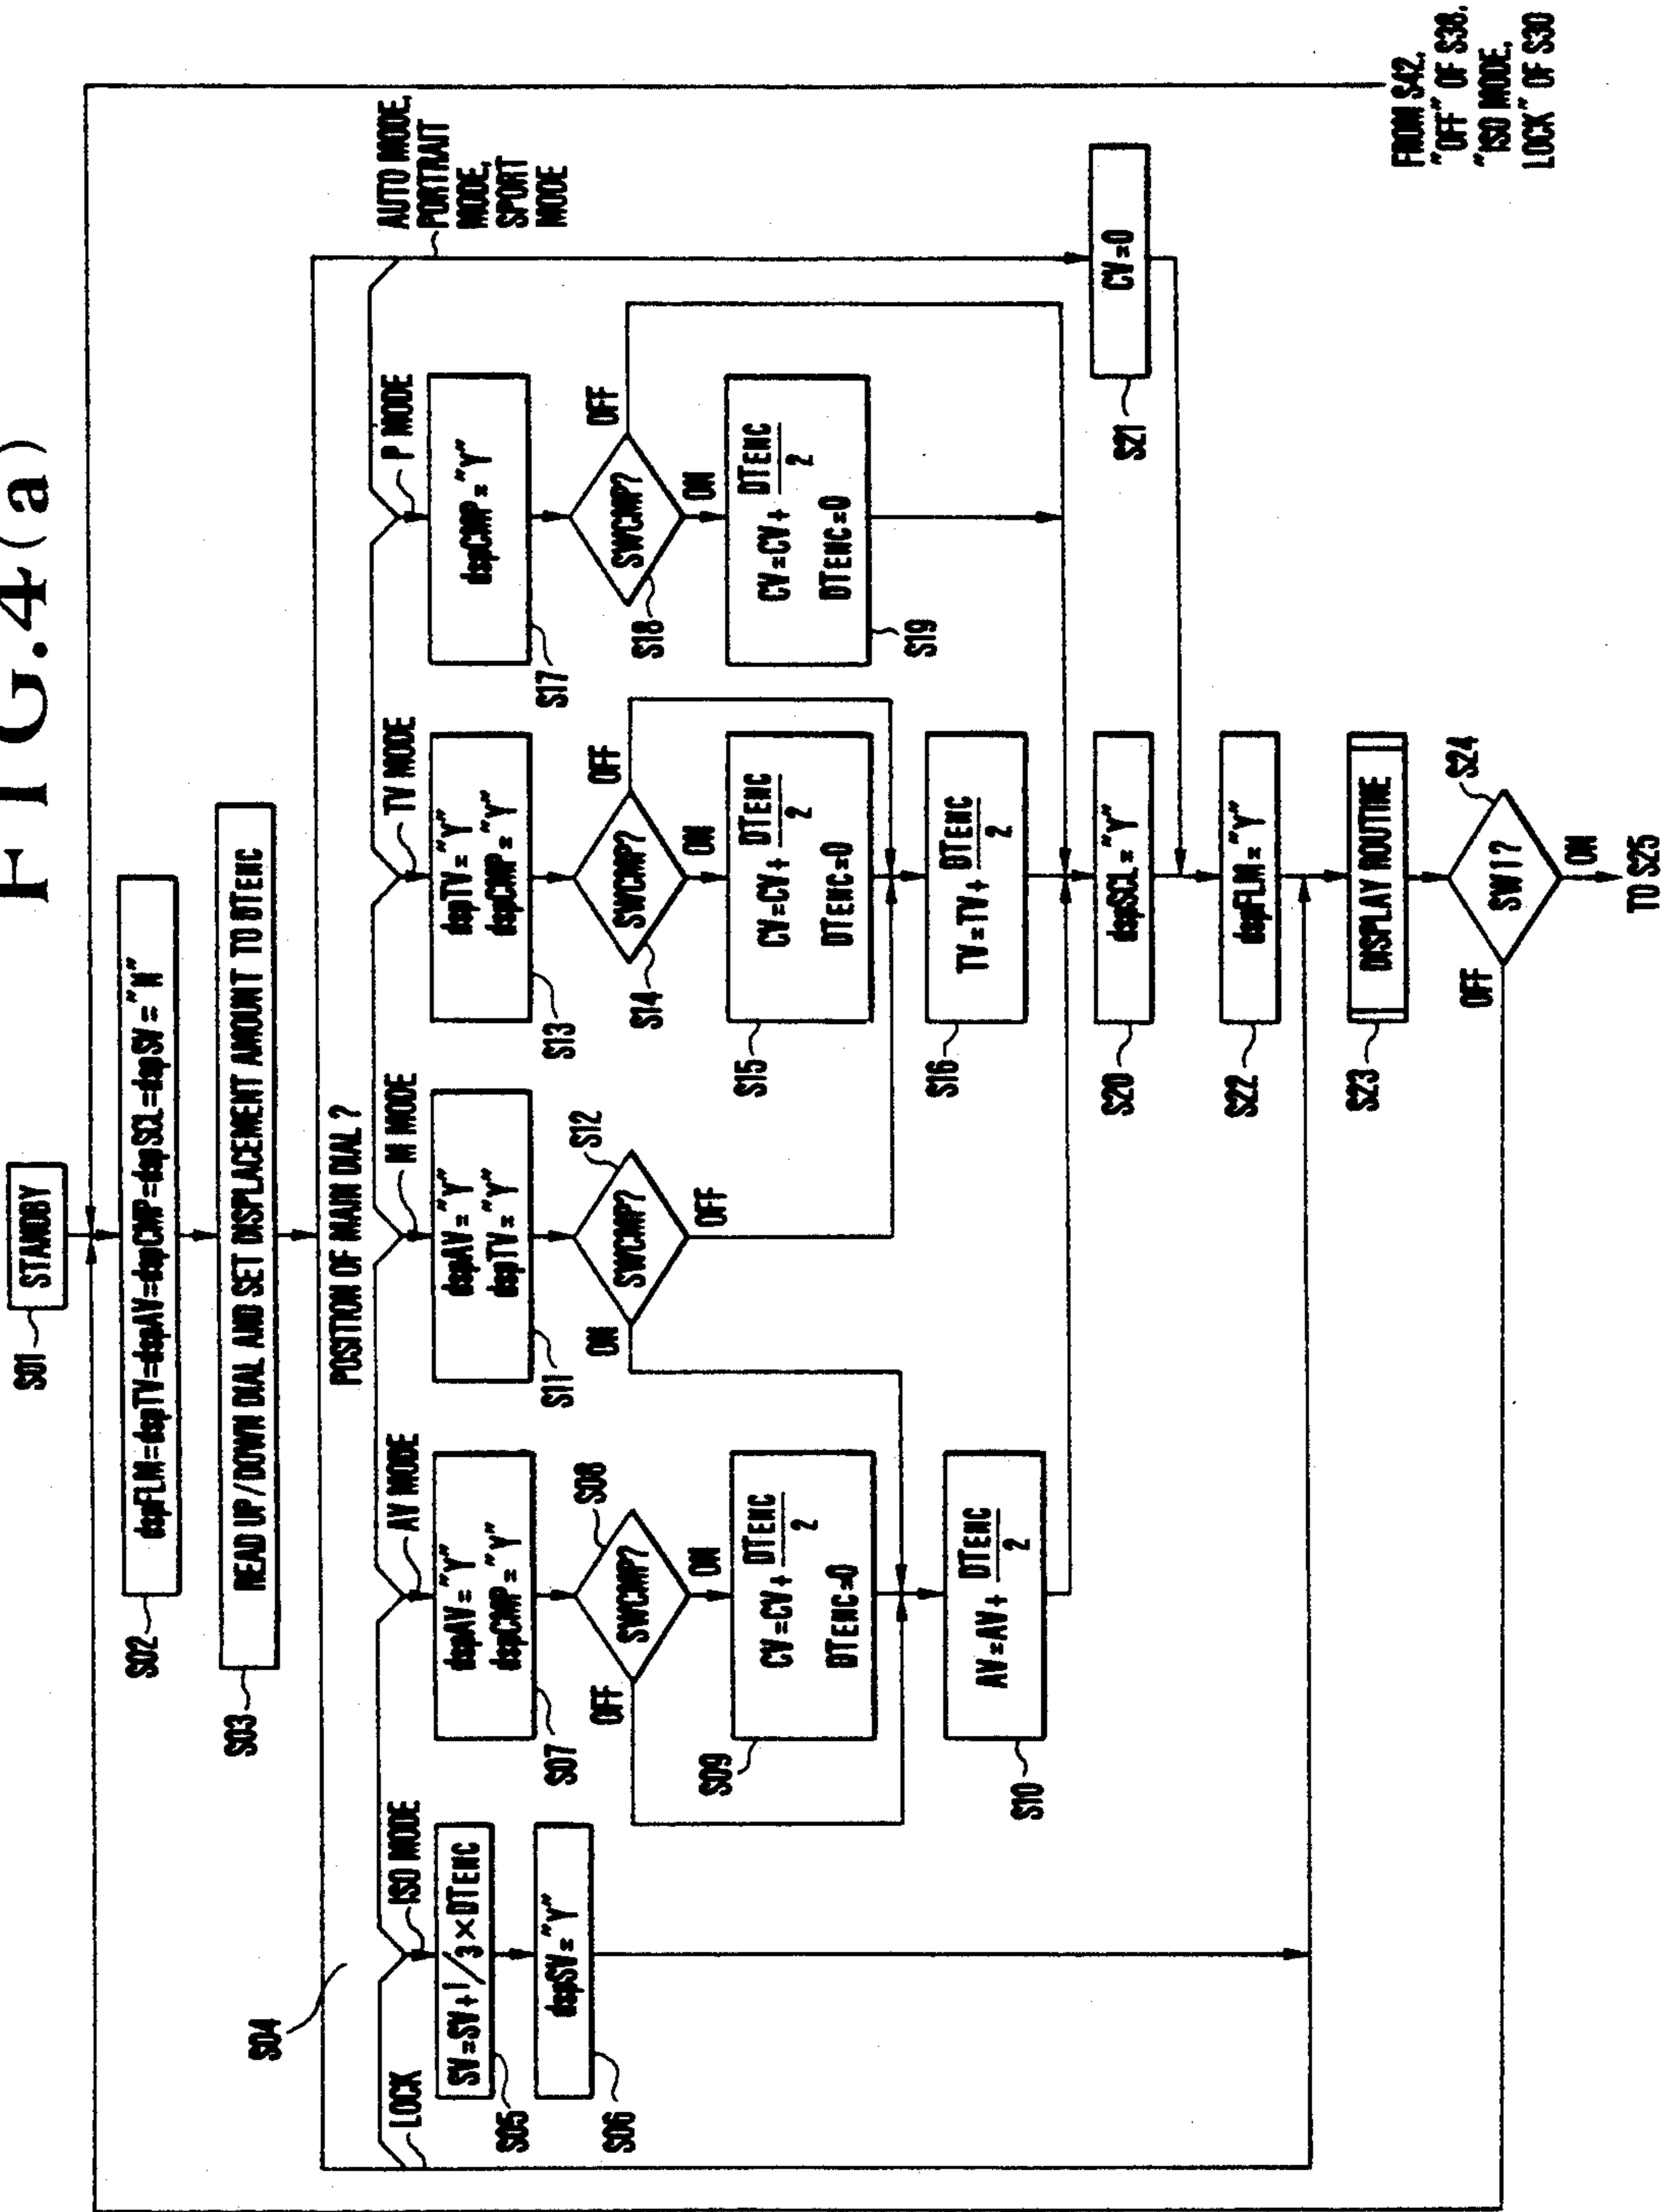 FIG.4(a)
S01
STANDBY
S02
dspFLM=dspTV=dspAV=dspCMP=dspSCL=dspSV="N"
S03
READ UP/DOWN DIAL AND SET DISPLACEMENT AMOUNT TO DTENC
S04
POSITION OF MAIN DIAL ?
LOCK
ISO MODE
AV MODE
M MODE
TV MODE
P MODE
AUTO MODE,
PORTRAIT
MODE,
SPORT
MODE
S05
SV=SV+1/3×DTENC
S06
dspSV="Y"
S07
dspAV="Y"
dspCMP="Y"
S08
SWCMP?
OFF
ON
S09
CV=CV+ DTENC/2
DTENC=0
S10
AV=AV+ DTENC/2
S11
dspAV="Y"
dspTV="Y"
S12
SWCMP?
ON
OFF
S13
dspTV="Y"
dspCMP="Y"
S14
SWCMP?
OFF
ON
S15
CV=CV+ DTENC/2
DTENC=0
S16
TV=TV+ DTENC/2
S17
dspCMP="Y"
S18
SWCMP?
OFF
ON
S19
CV=CV+ DTENC/2
DTENC=0
S20
dspSCL="Y"
S21
CV=0
S22
dspFLM="Y"
S23
DISPLAY ROUTINE
S24
SW1?
OFF
ON
TO S25
FROM S42,
"OFF" OF S38,
"ISO MODE,
LOCK" OF S30